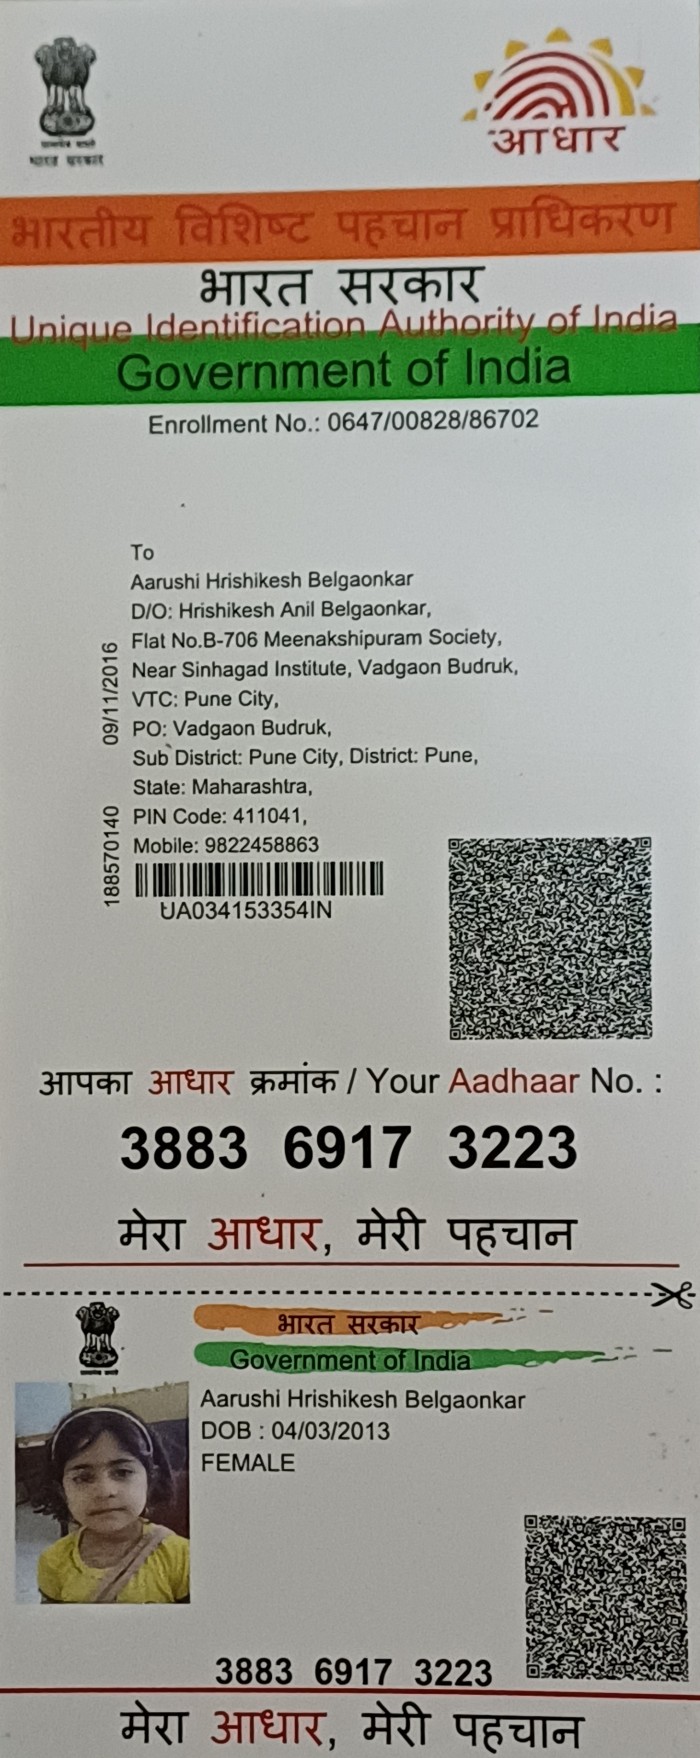 आधार
भारतीय विशिष्ट पहचान प्राधिकरण
भारत सरकार
Unique Identification Authority of India
Government of India
Enrollment No.: 0647/00828/86702
To
Aarushi Hrishikesh Belgaonkar
D/O: Hrishikesh Anil Belgaonkar,
Flat No.B-706 Meenakshipuram Society,
Near Sinhagad Institute, Vadgaon Budruk,
VTC: Pune City,
PO: Vadgaon Budruk,
Sub District: Pune City, District: Pune,
State: Maharashtra,
PIN Code: 411041,
Mobile: 9822458863
188570140 09/11/2016
UA034153354IN
आपका आधार क्रमांक / Your Aadhaar No. :
3883 6917 3223
मेरा आधार, मेरी पहचान
भारत सरकार
Government of India
Aarushi Hrishikesh Belgaonkar
DOB : 04/03/2013
FEMALE
3883 6917 3223
मेरा आधार, मेरी पहचान